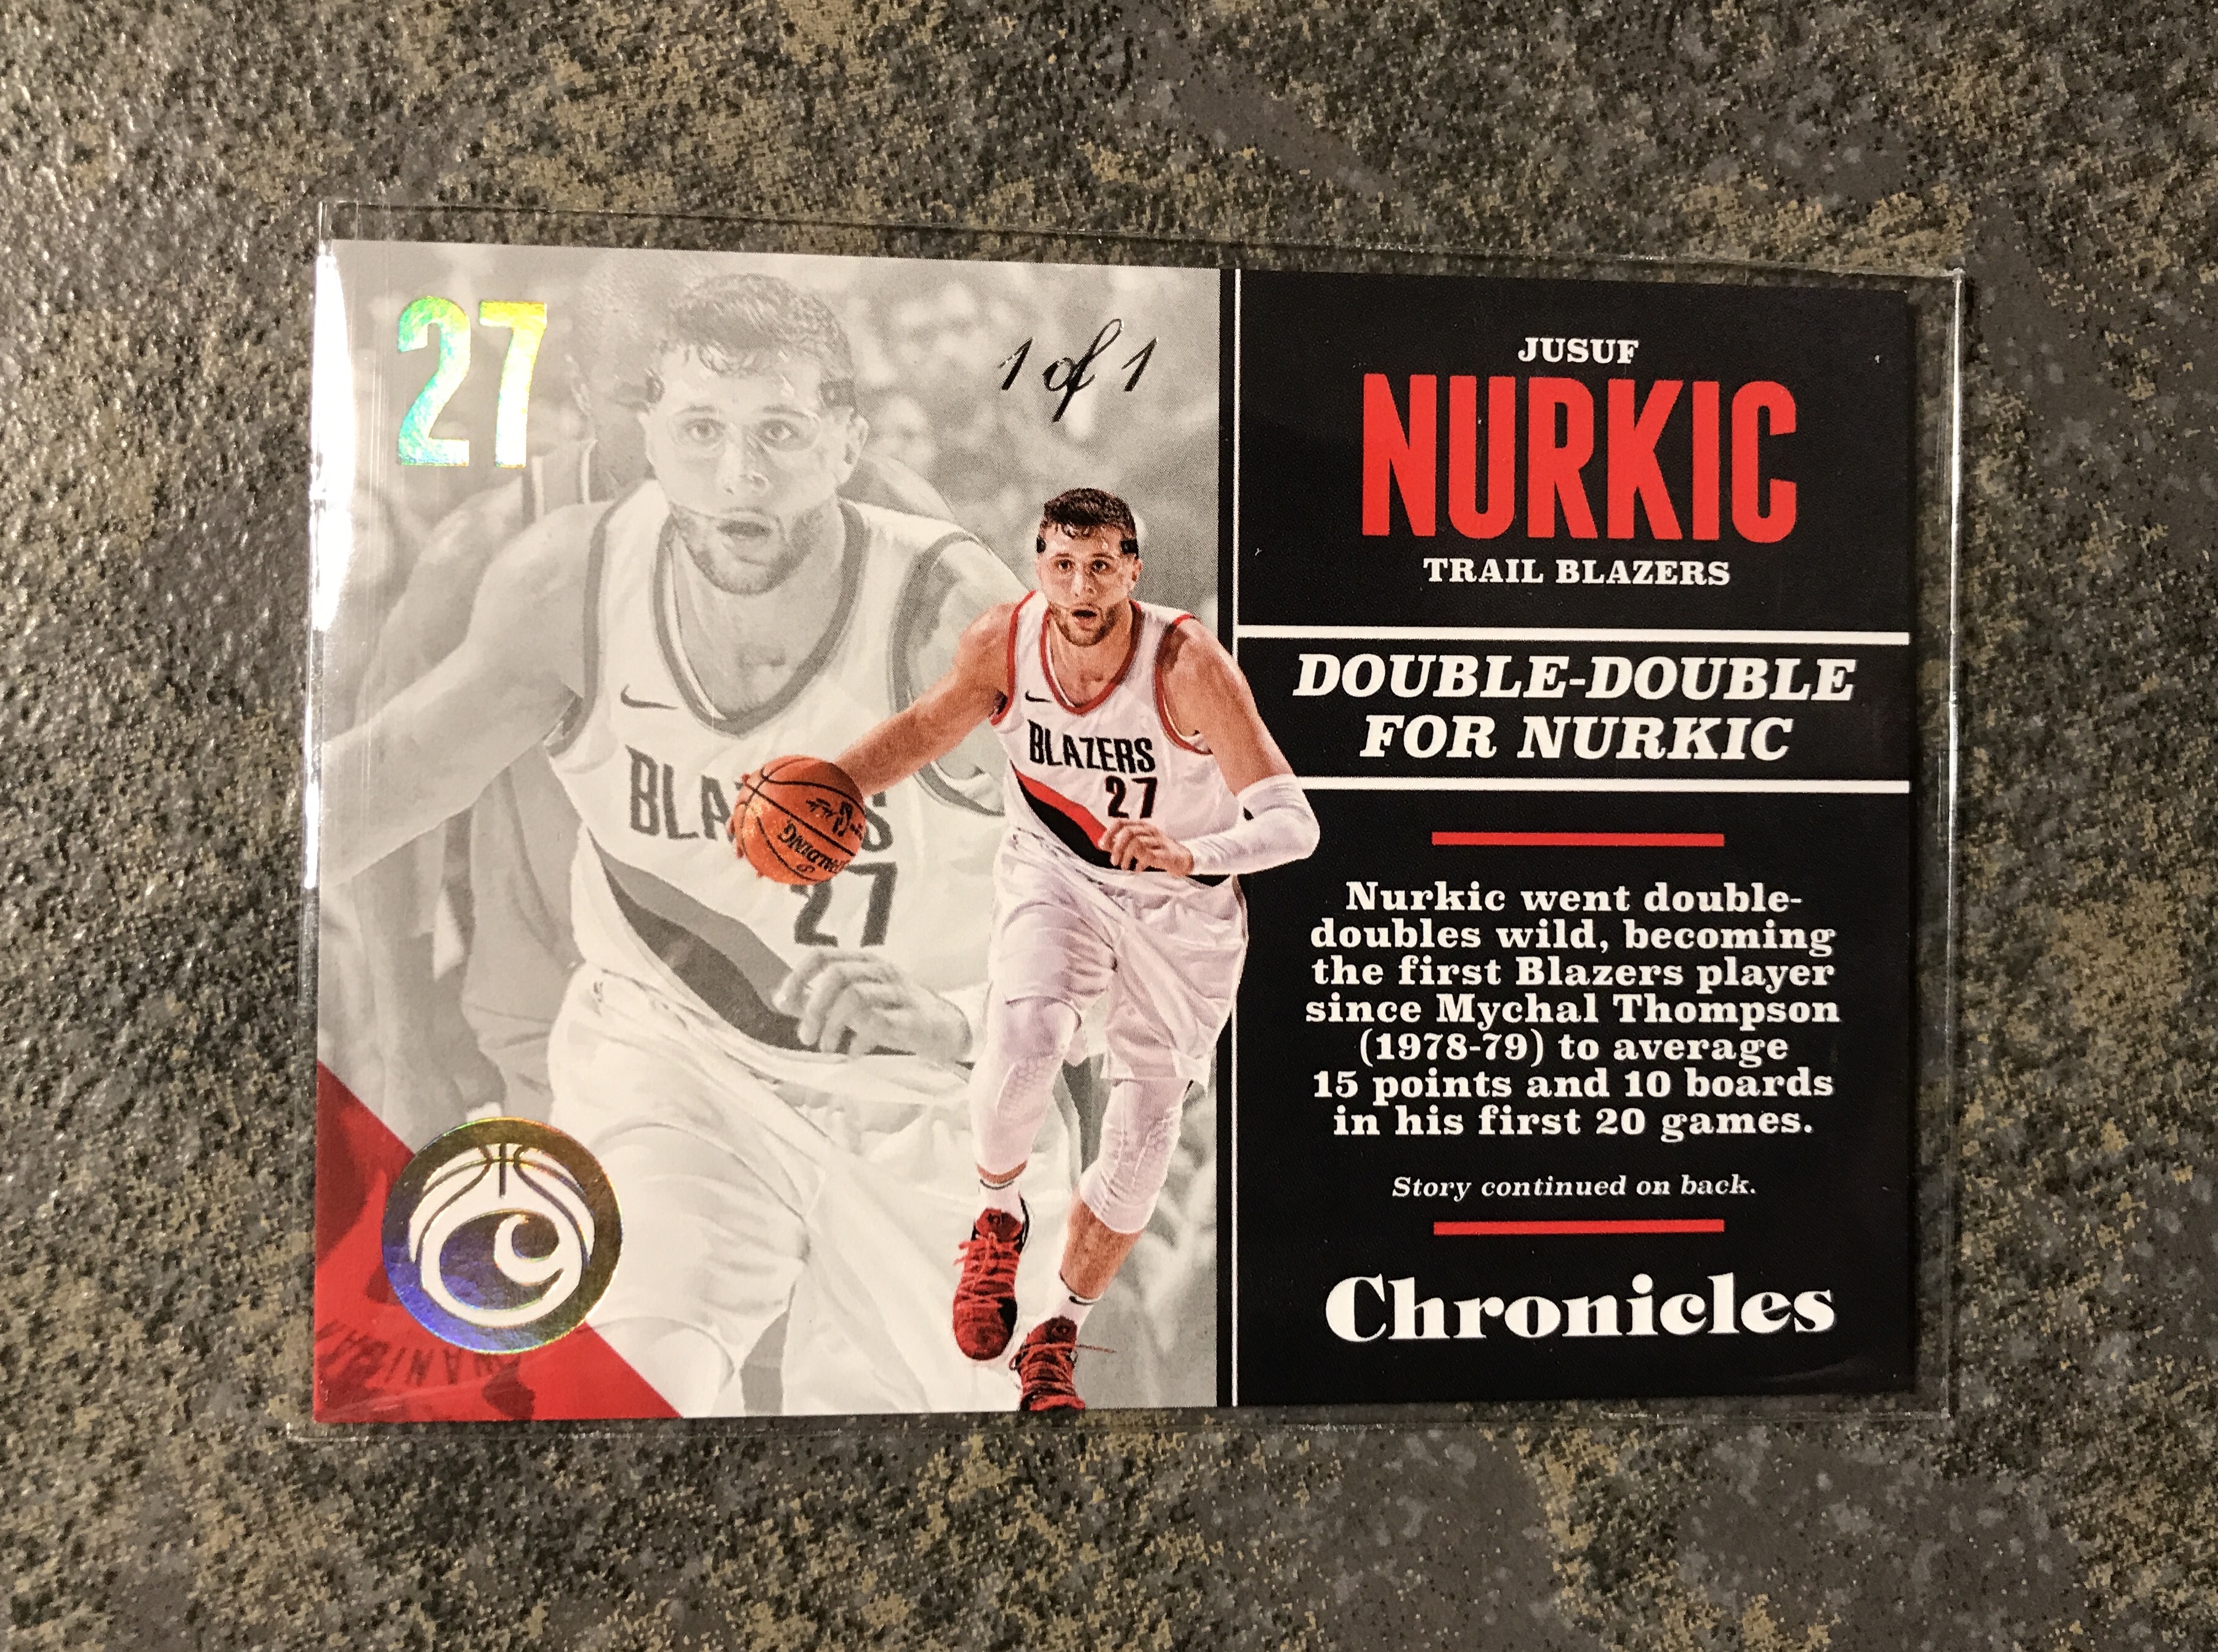 27
1 of 1
JUSUF
NURKIC
TRAIL BLAZERS
DOUBLE-DOUBLE
FOR NURKIC
BLAZERS
27
SPALDING
27
Nurkic went double-
doubles wild, becoming
the first Blazers player
since Mychal Thompson
(1978-79) to average
15 points and 10 boards
in his first 20 games.
Story continued on back.
Chronicles